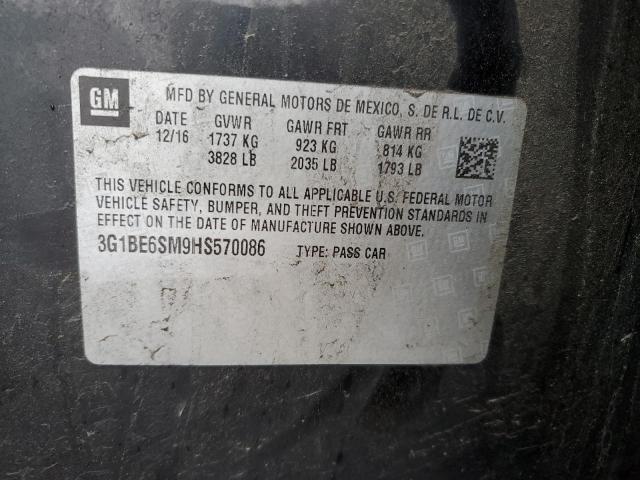 GM
MFD BY GENERAL MOTORS DE MEXICO, S. DE R.L. DE C.V.
DATE GVWR GAWR FRT GAWR RR
12/16 1737 KG 923 KG 814 KG
3828 LB 2035 LB 1793 LB
THIS VEHICLE CONFORMS TO ALL APPLICABLE U.S. FEDERAL MOTOR
VEHICLE SAFETY, BUMPER, AND THEFT PREVENTION STANDARDS IN
EFFECT ON THE DATE OF MANUFACTURE SHOWN ABOVE.
3G1BE6SM9HS570086 TYPE: PASS CAR